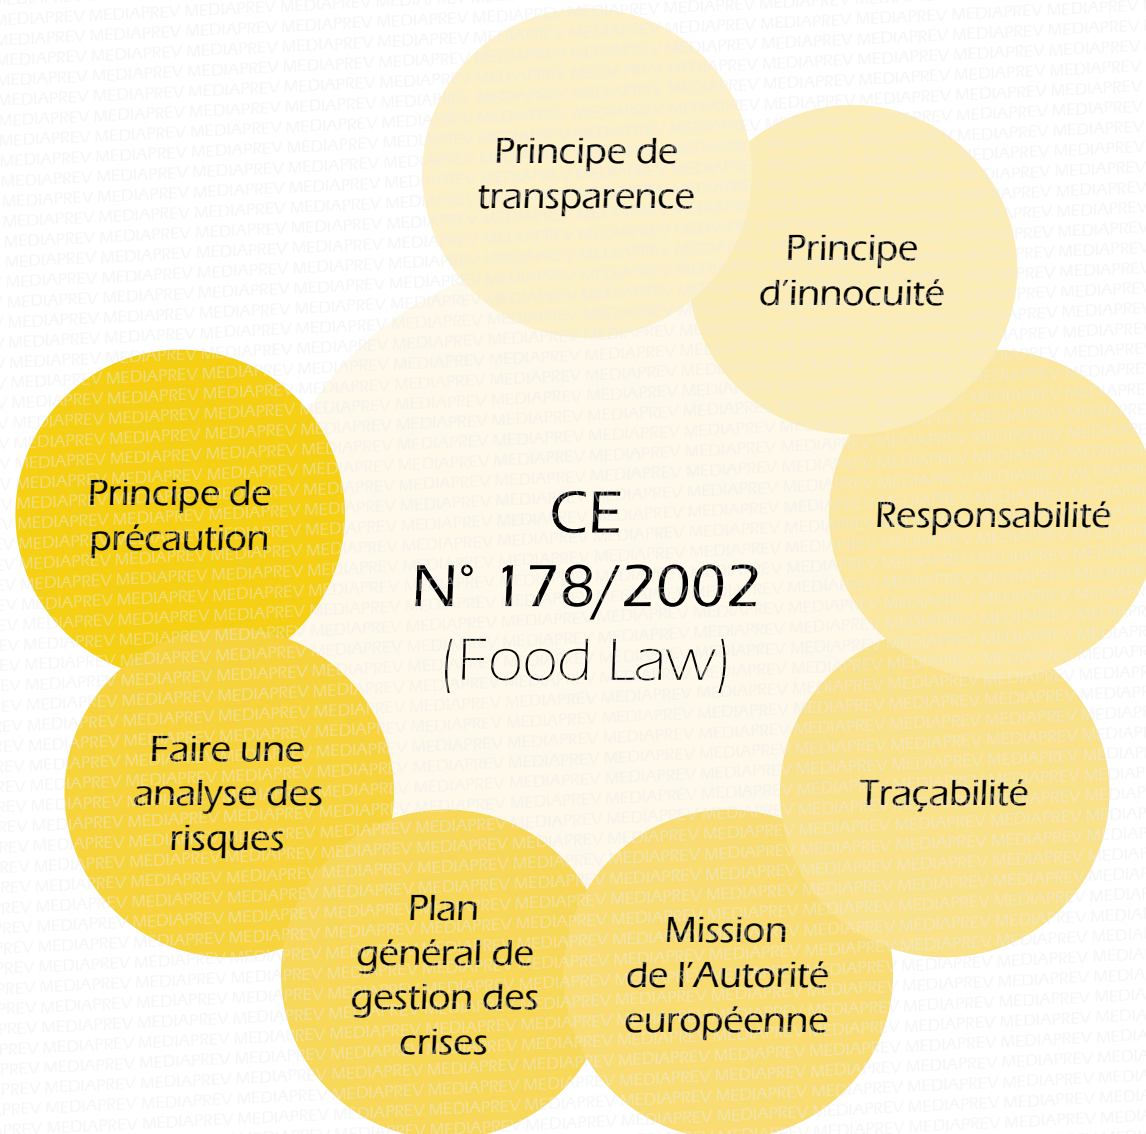 Principe de
transparence
Principe
d'innocuité
Responsabilité
Traçabilité
Mission
de l'Autorité
européenne
Plan
général de
gestion des
crises
Faire une
analyse des
risques
Principe de
précaution
CE
N° 178/2002
(Food Law)
MEDIAPREV